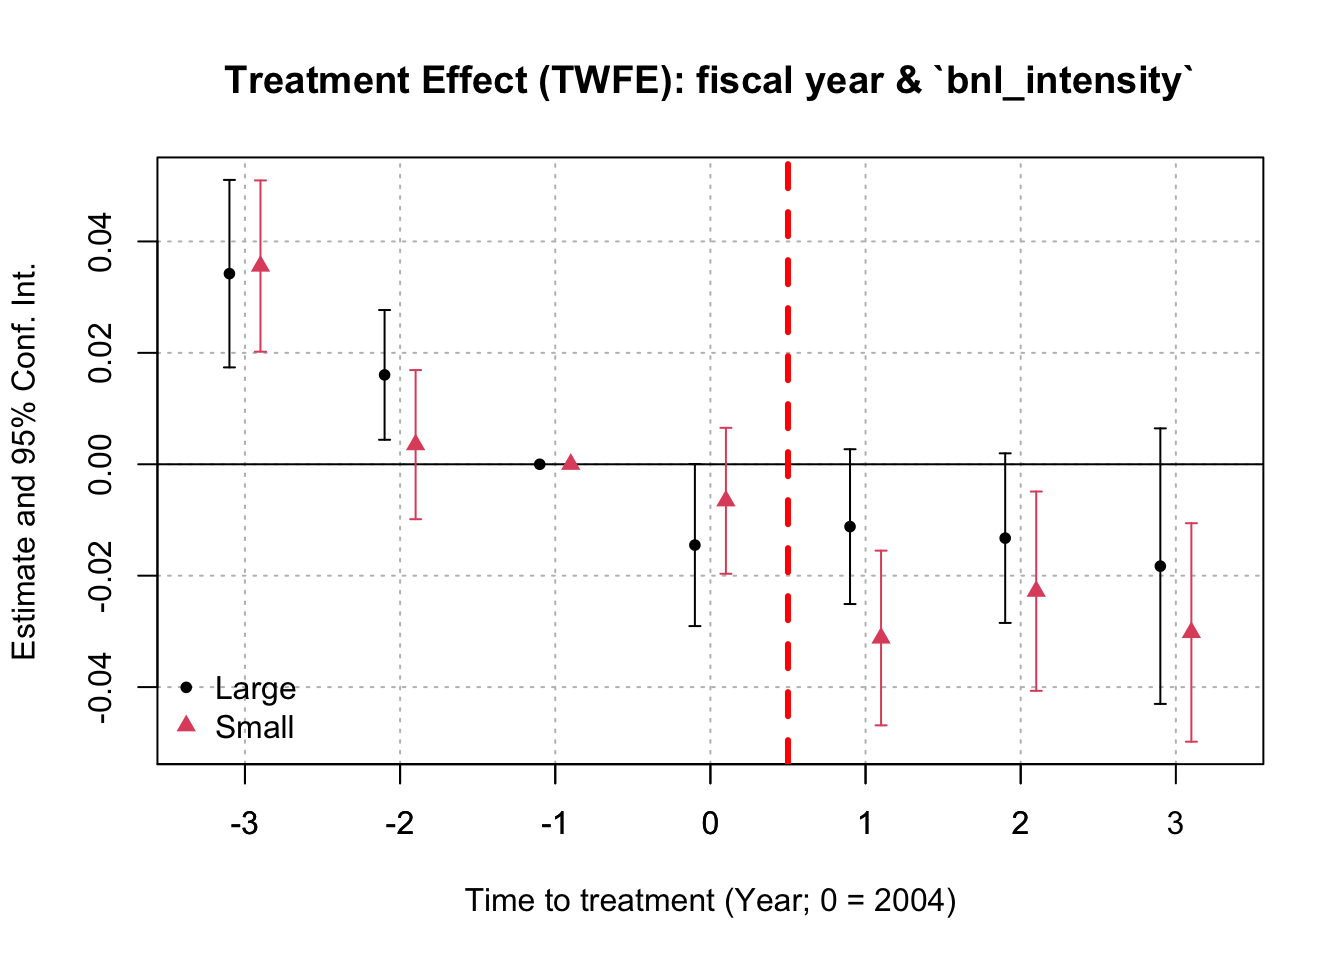 Treatment Effect (TWFE): fiscal year & `bnl_intensity`
Estimate and 95% Conf. Int.
0.04
0.02
0.00
-0.02
-0.04
Large
Small
-3 -2 -1 0 1 2 3
Time to treatment (Year; 0 = 2004)